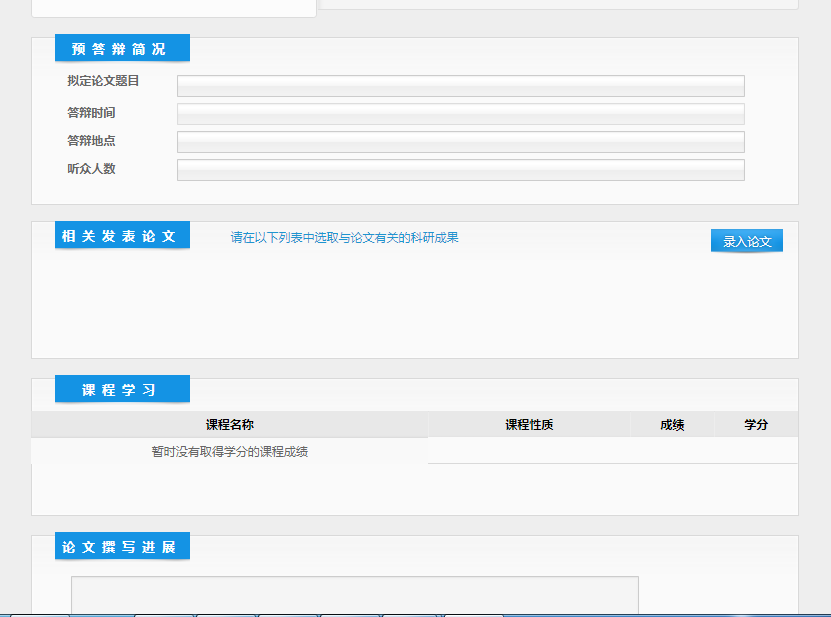 预答辩简况
拟定论文题目
答辩时间
答辩地点
听众人数
相关发表论文
请在以下列表中选取与论文有关的科研成果
录入论文
课程学习
课程名称 课程性质 成绩 学分
暂时没有取得学分的课程成绩
论文撰写进展